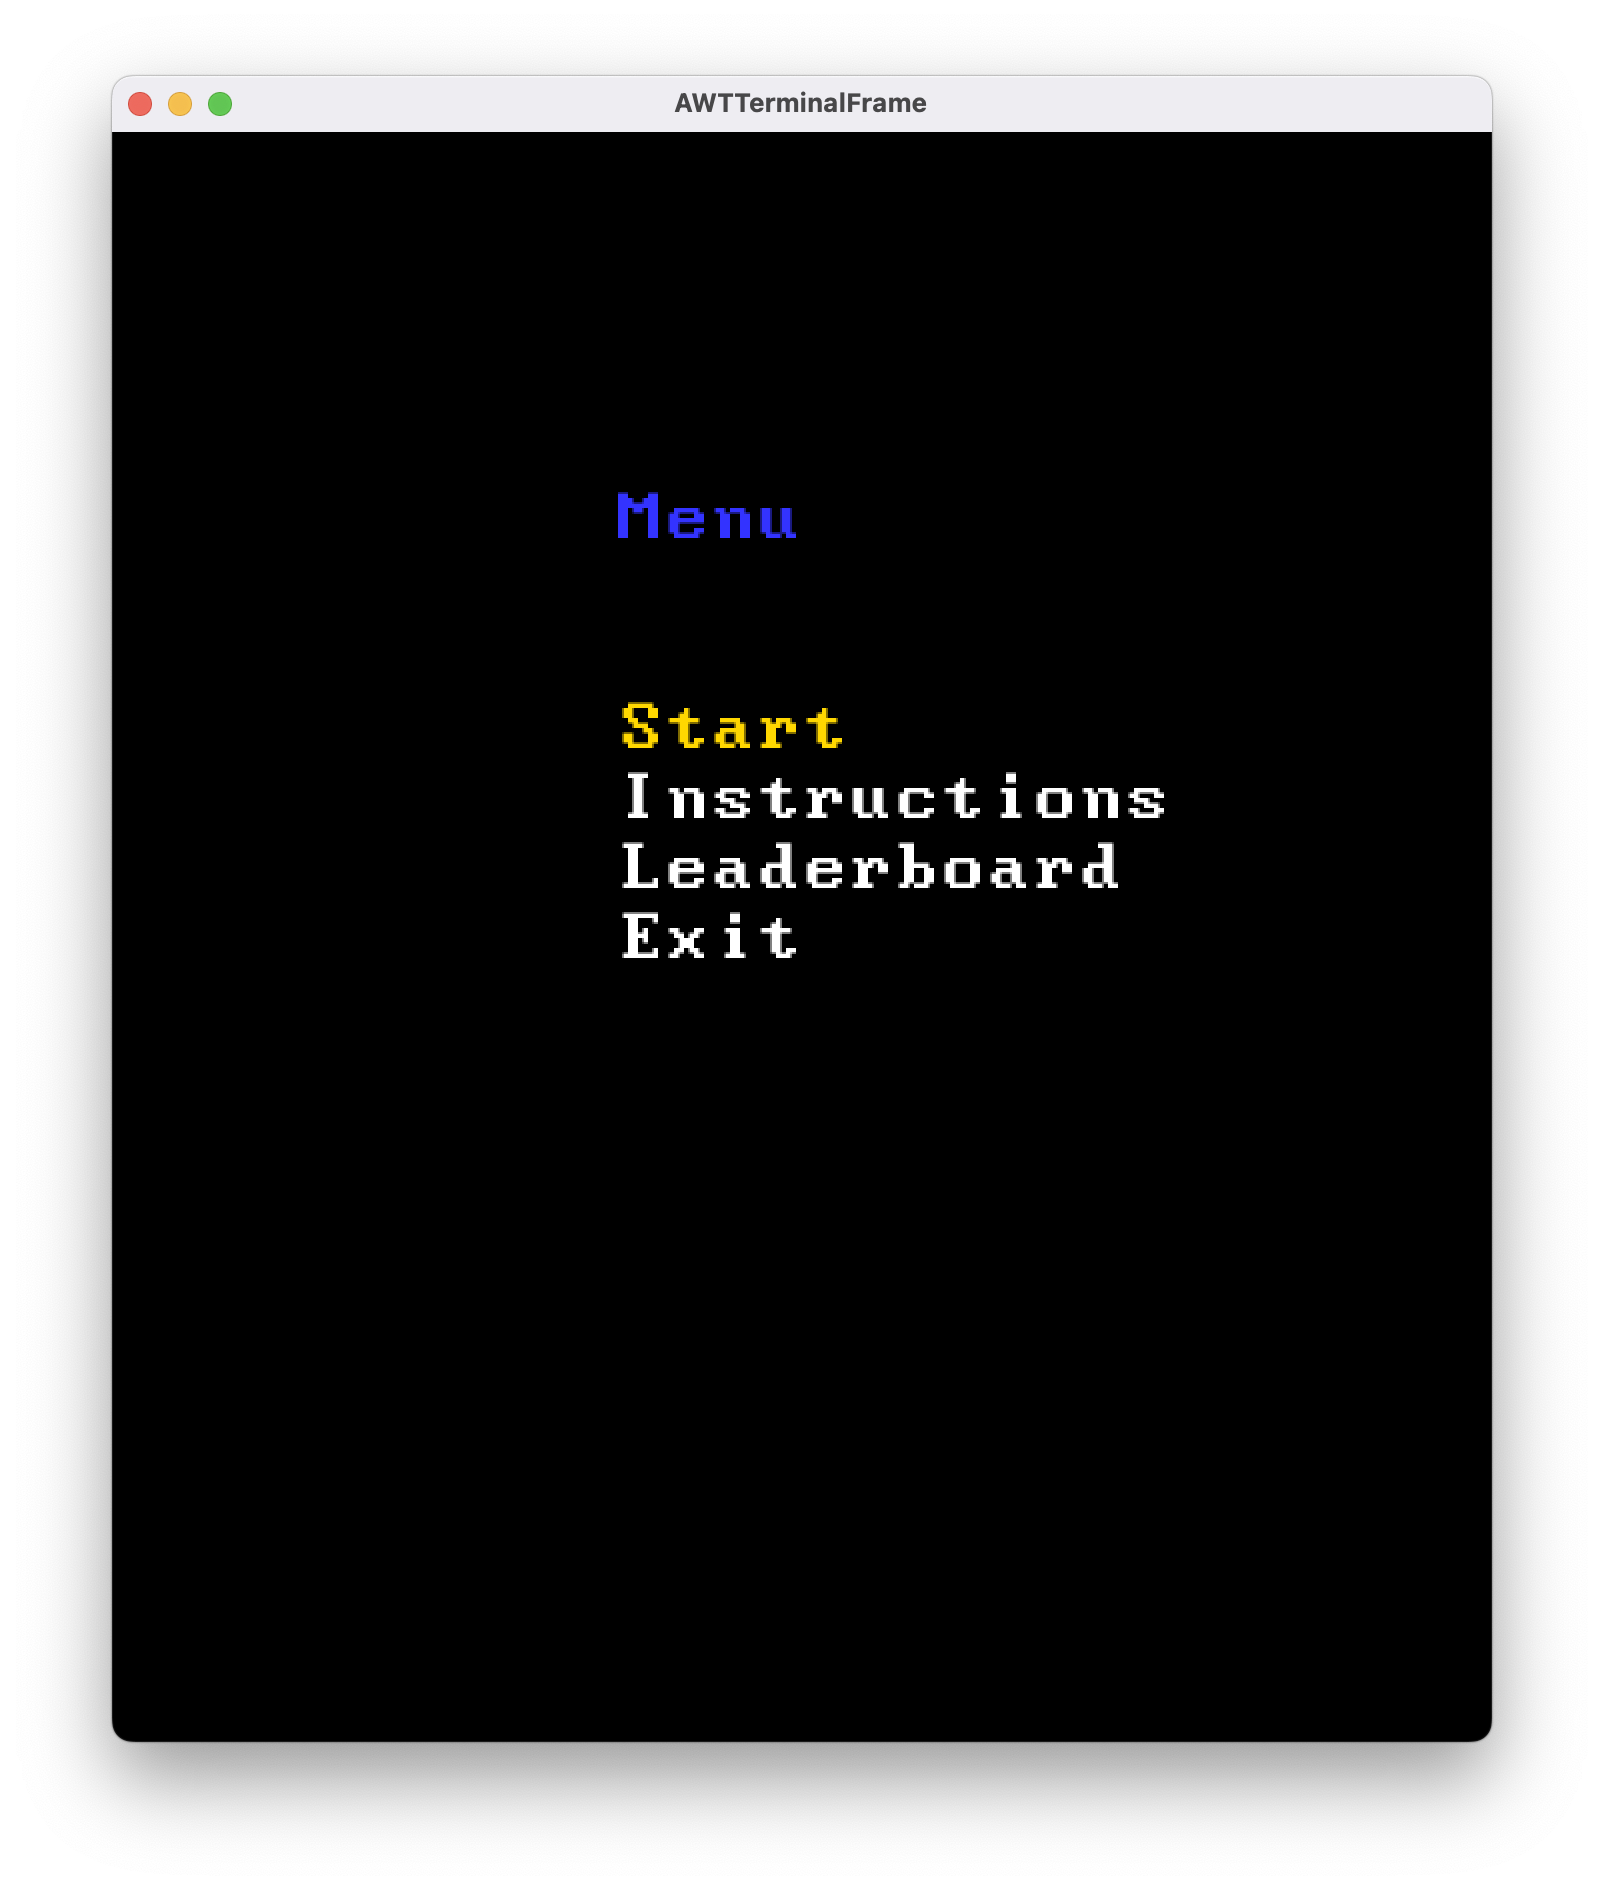 AWTTerminalFrame
Menu
Start
Instructions
Leaderboard
Exit